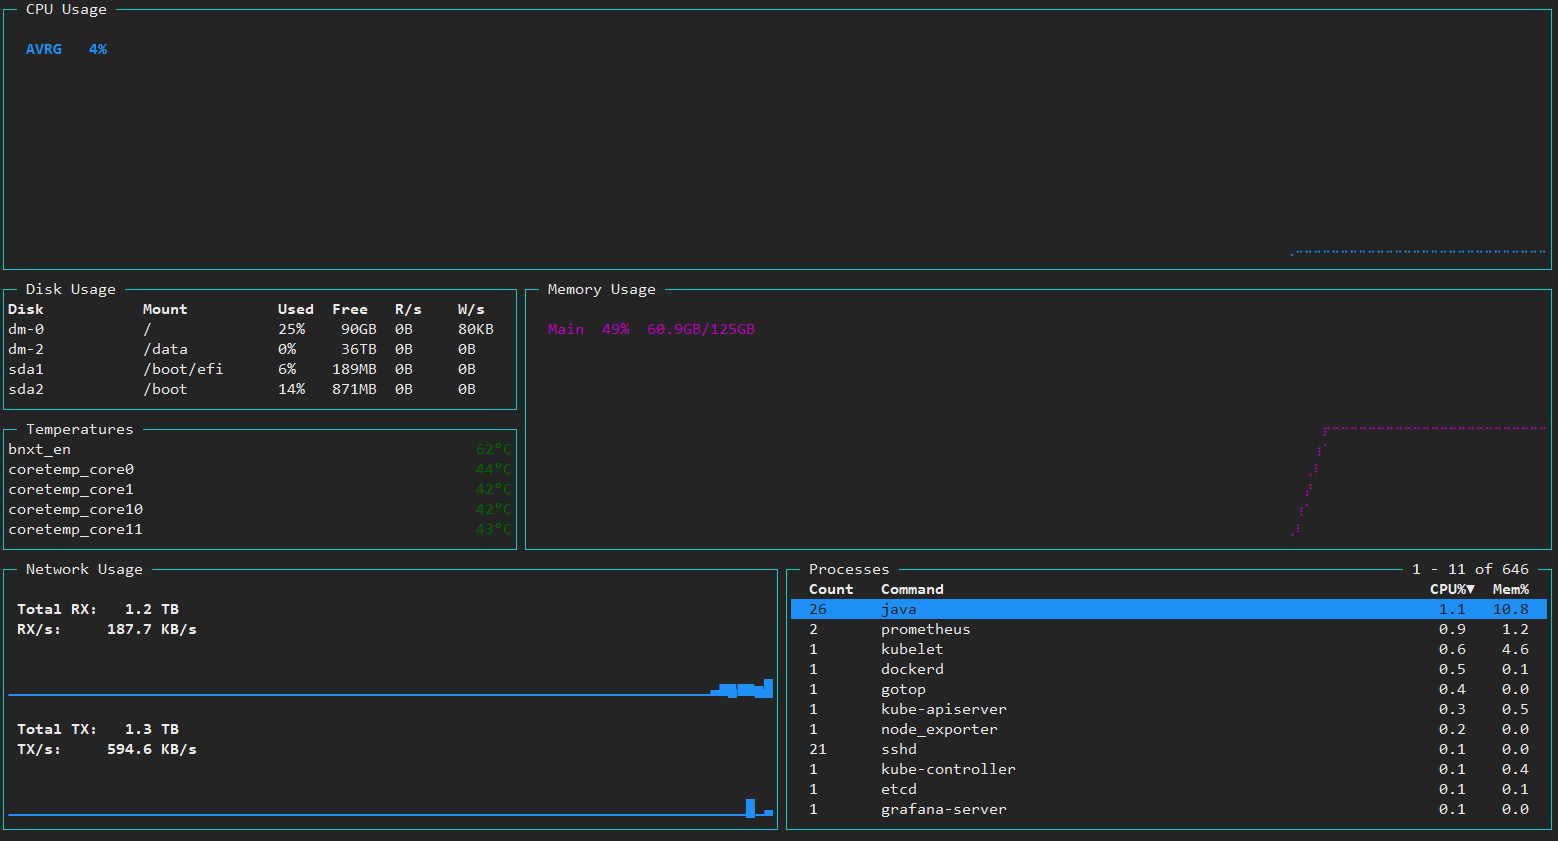 CPU Usage
AVRG 4%
Disk Usage
Disk Mount Used Free R/s W/s
dm-0 / 25% 90GB 0B 80KB
dm-2 /data 0% 36TB 0B 0B
sda1 /boot/efi 6% 189MB 0B 0B
sda2 /boot 14% 871MB 0B 0B
Memory Usage
Main 49% 60.9GB/125GB
Temperatures
bnxt_en 62°C
coretemp_core0 44°C
coretemp_core1 42°C
coretemp_core10 42°C
coretemp_core11 43°C
Network Usage
Total RX: 1.2 TB
RX/s: 187.7 KB/s
Total TX: 1.3 TB
TX/s: 594.6 KB/s
Processes 1 - 11 of 646
Count Command CPU%▼ Mem%
26 java 1.1 10.8
2 prometheus 0.9 1.2
1 kubelet 0.6 4.6
1 dockerd 0.5 0.1
1 gotop 0.4 0.0
1 kube-apiserver 0.3 0.5
1 node_exporter 0.2 0.0
21 sshd 0.1 0.0
1 kube-controller 0.1 0.4
1 etcd 0.1 0.1
1 grafana-server 0.1 0.0